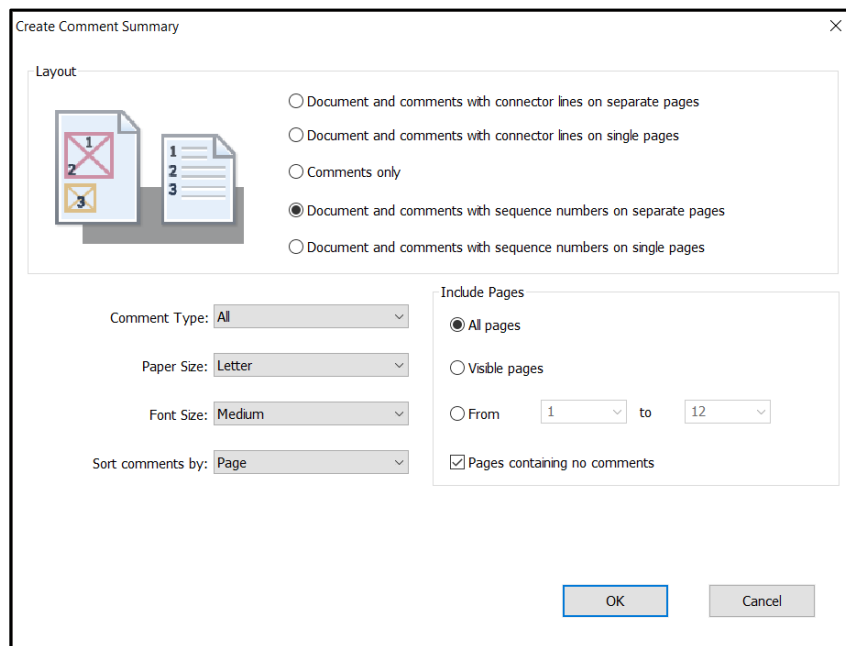 Create Comment Summary
Layout
1
2
3
1
2
3
Document and comments with connector lines on separate pages
Document and comments with connector lines on single pages
Comments only
Document and comments with sequence numbers on separate pages
Document and comments with sequence numbers on single pages
Comment Type: All
Paper Size: Letter
Font Size: Medium
Sort comments by: Page
Include Pages
All pages
Visible pages
From 1 to 12
Pages containing no comments
OK Cancel